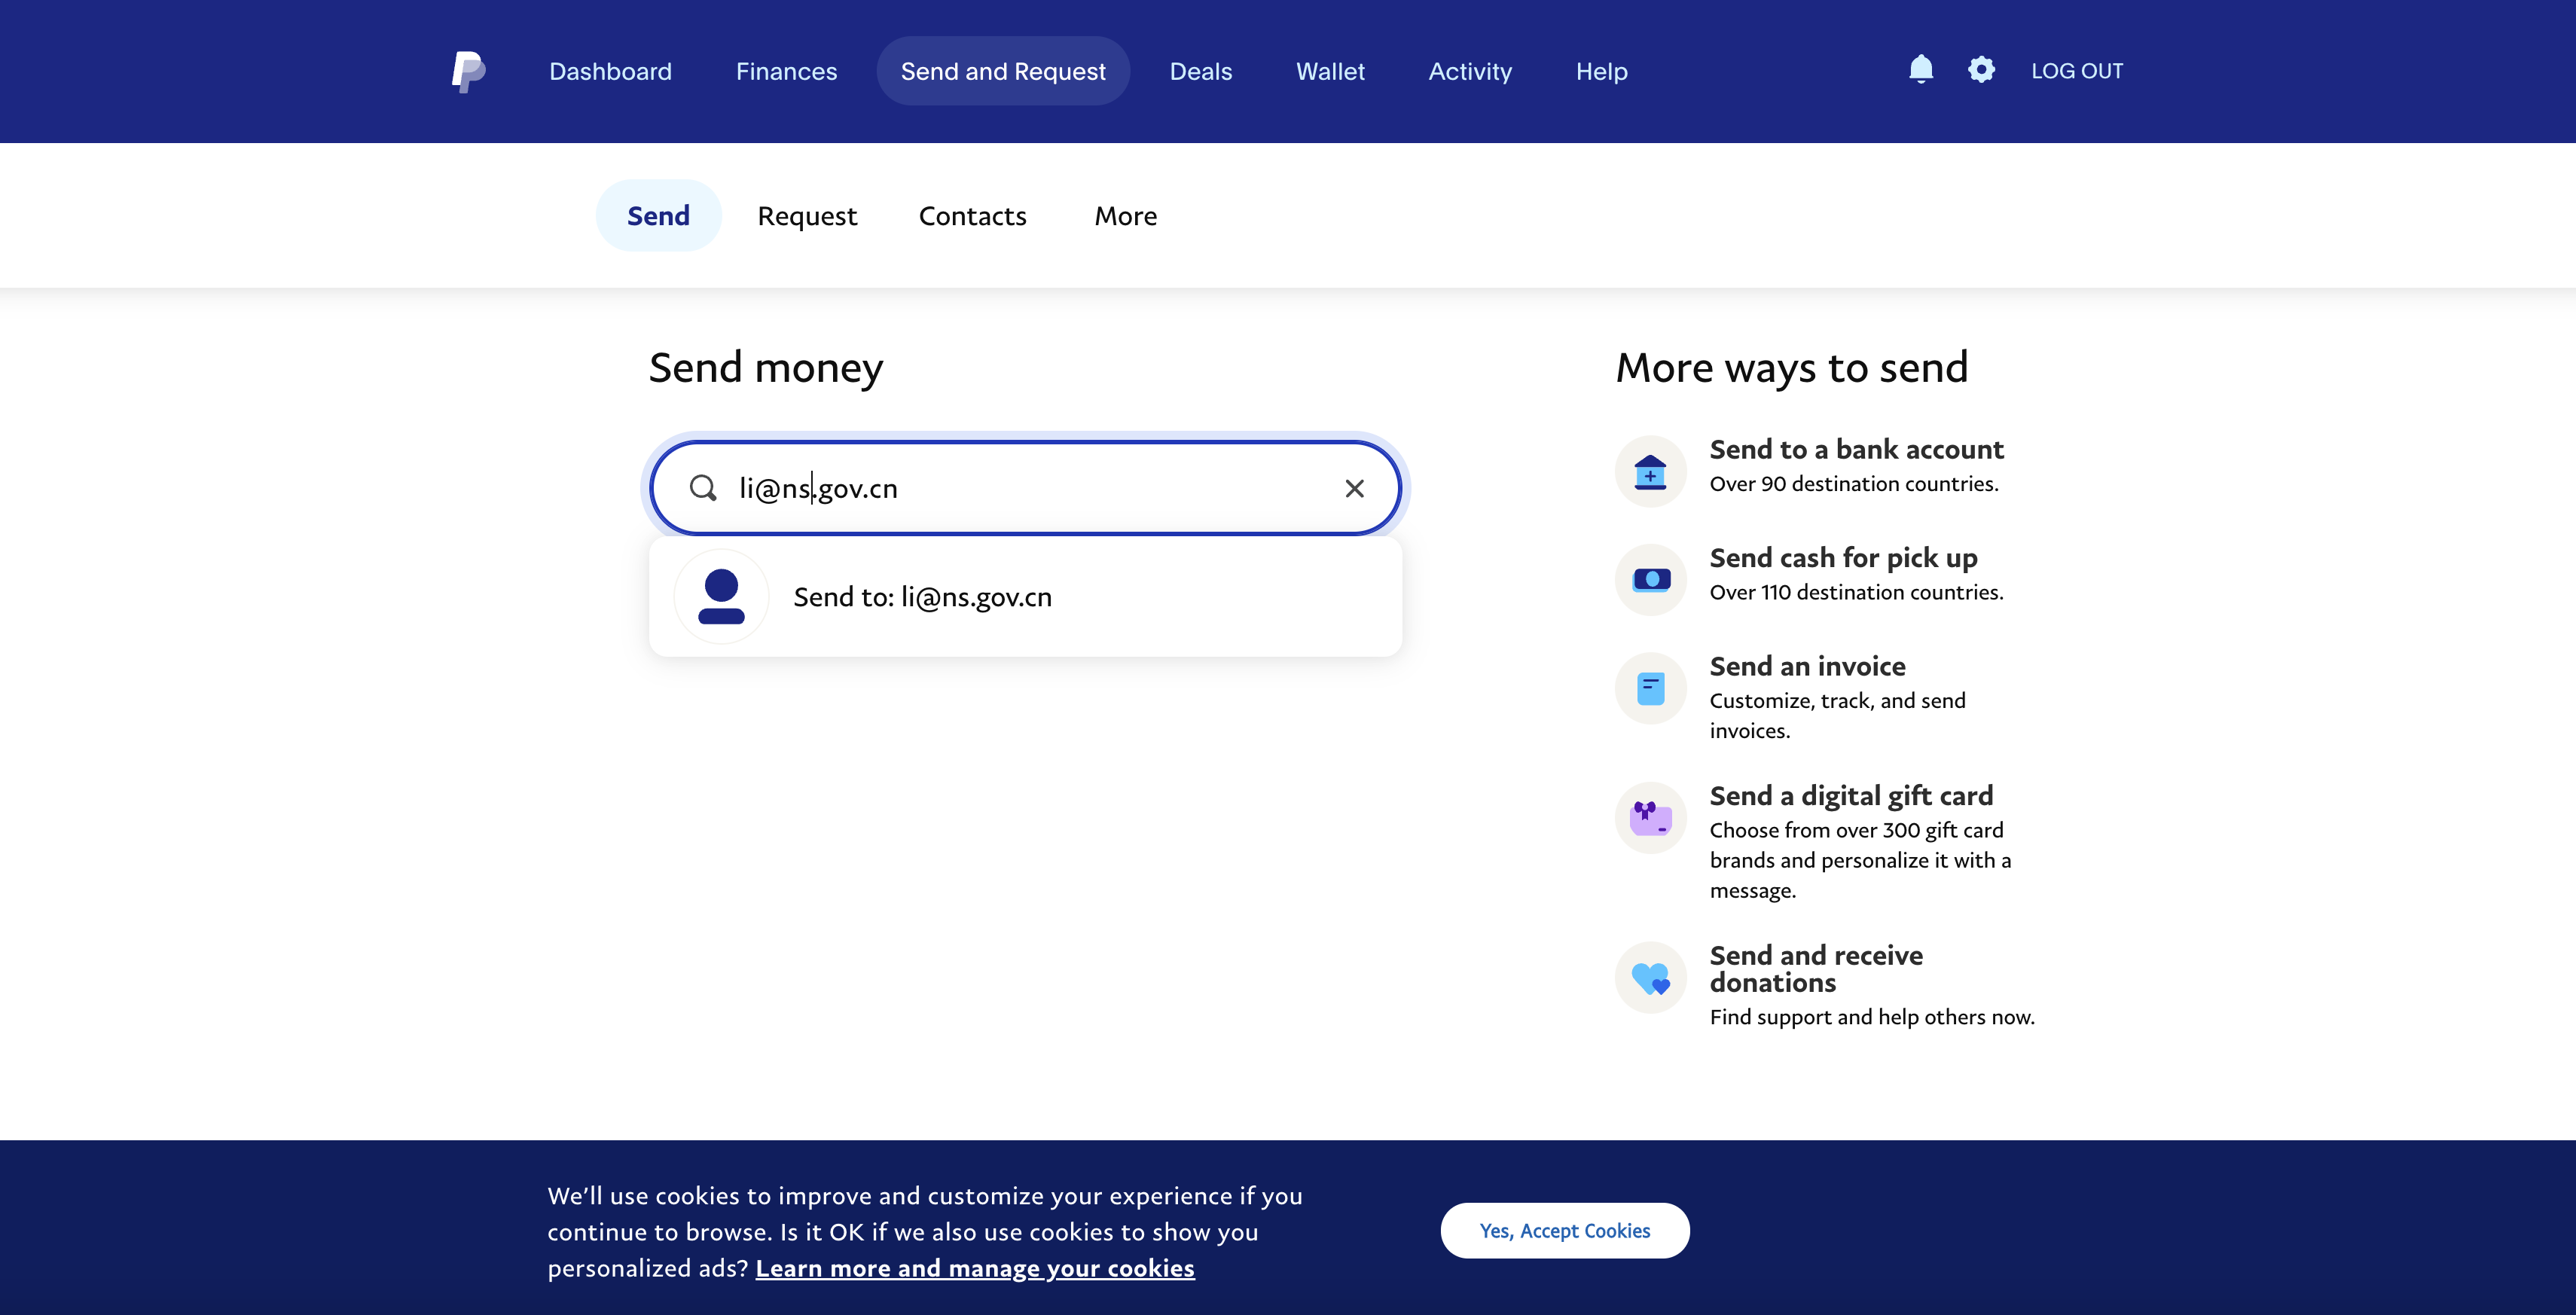 Dashboard
Finances
Send and Request
Deals
Wallet
Activity
Help
LOG OUT
Send
Request
Contacts
More
Send money
li@ns.gov.cn
Send to: li@ns.gov.cn
More ways to send
Send to a bank account
Over 90 destination countries.
Send cash for pick up
Over 110 destination countries.
Send an invoice
Customize, track, and send
invoices.
Send a digital gift card
Choose from over 300 gift card
brands and personalize it with a
message.
Send and receive
donations
Find support and help others now.
We'll use cookies to improve and customize your experience if you
continue to browse. Is it OK if we also use cookies to show you
personalized ads? Learn more and manage your cookies
Yes, Accept Cookies